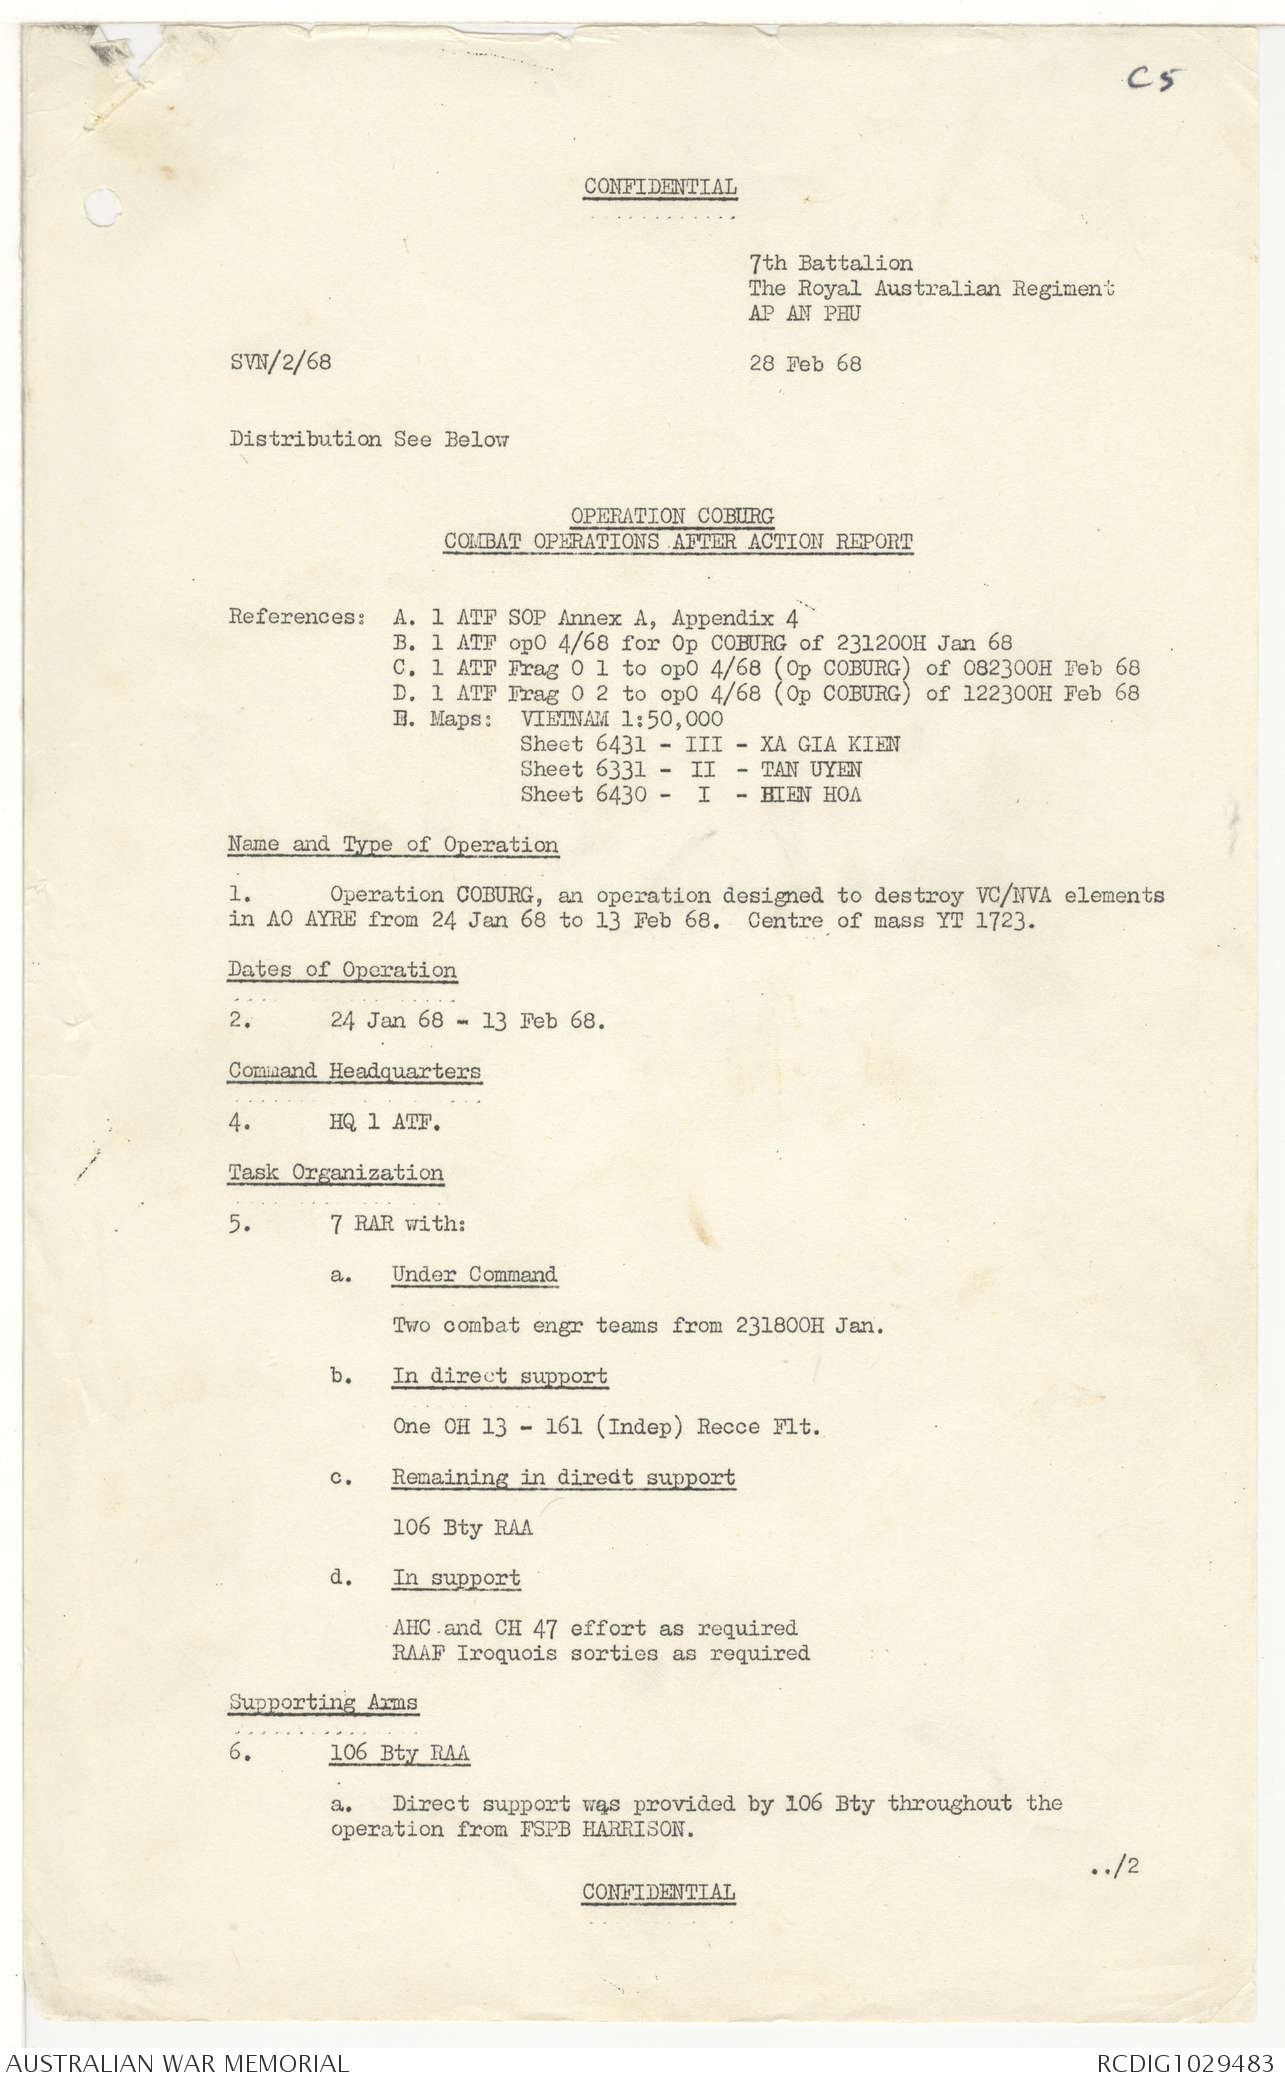 C5
CONFIDENTIAL
7th Battalion
The Royal Australian Regiment
AP AN PHU
SVN/2/68
28 Feb 68
Distribution See Below
OPERATION COBURG
COMBAT OPERATIONS AFTER ACTION REPORT
References: A. 1 ATF SOP Annex A, Appendix 4
B. 1 ATF opO 4/68 for Op COBURG of 231200H Jan 68
C. 1 ATF Frag O 1 to opO 4/68 (Op COBURG) of 082300H Feb 68
D. 1 ATF Frag O 2 to opO 4/68 (Op COBURG) of 122300H Feb 68
E. Maps: VIETNAM 1:50,000
Sheet 6431 - III - XA GIA KIEN
Sheet 6331 - II - TAN UYEN
Sheet 6430 - I - BIEN HOA
Name and Type of Operation
1. Operation COBURG, an operation designed to destroy VC/NVA elements
in AO AYRE from 24 Jan 68 to 13 Feb 68. Centre of mass YT 1723.
Dates of Operation
2. 24 Jan 68 - 13 Feb 68.
Command Headquarters
4. HQ 1 ATF.
Task Organization
5. 7 RAR with:
a. Under Command
Two combat engr teams from 231800H Jan.
b. In direct support
One OH 13 - 161 (Indep) Recce Flt.
c. Remaining in diredt support
106 Bty RAA
d. In support
AHC and CH 47 effort as required
RAAF Iroquois sorties as required
Supporting Arms
6. 106 Bty RAA
a. Direct support was provided by 106 Bty throughout the
operation from FSPB HARRISON.
../2
CONFIDENTIAL
AUSTRALIAN WAR MEMORIAL
RCDIG1029483